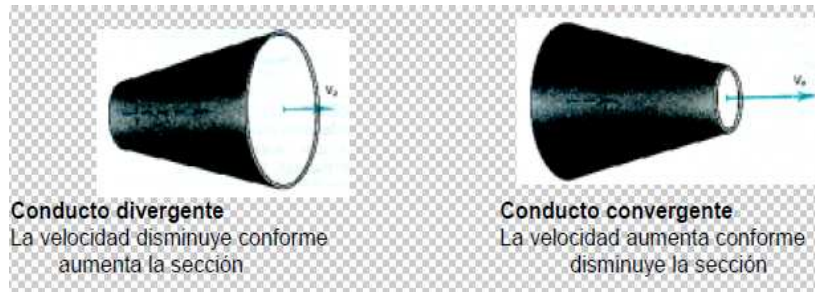 Conducto divergente
La velocidad disminuye conforme
aumenta la sección
Conducto convergente
La velocidad aumenta conforme
disminuye la sección